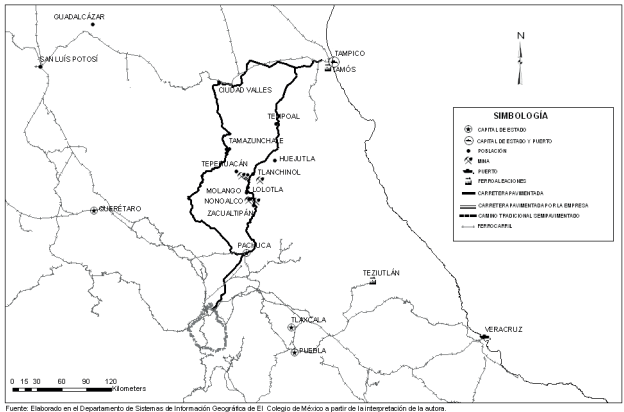 GUADALCÁZAR
SAN LUÍS POTOSÍ
TAMPICO
TAMÓS
CIUDAD VALLES
TEMPOAL
TAMAZUNCHALE
HUEJUTLA
TEPEHUACÁN
TLANCHINOL
MOLANGO
LOLOTLA
NONOALCO
ZACUALTIPÁN
QUERÉTARO
PACHUCA
TEZIUTLÁN
TLAXCALA
PUEBLA
VERACRUZ
N
SIMBOLOGÍA
CAPITAL DE ESTADO
CAPITAL DE ESTADO Y PUERTO
POBLACIÓN
MINA
PUERTO
FERROALEACIONES
CARRETERA PAVIMENTADA
CARRETERA PAVIMENTADA POR LA EMPRESA
CAMINO TRADICIONAL SEMIPAVIMENTADO
FERROCARRIL
0 15 30 60 90 120
Kilometers
Fuente: Elaborado en el Departamento de Sistemas de Información Geográfica de El Colegio de México a partir de la interpretación de la autora.